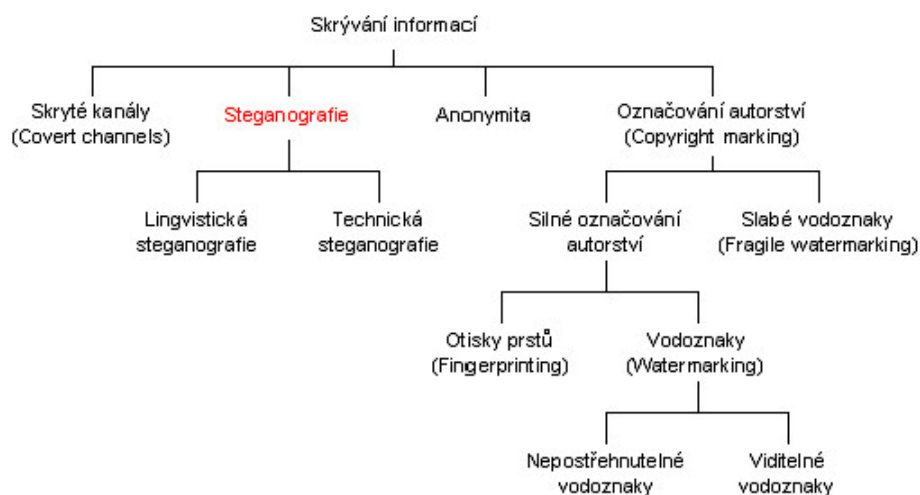 Skrývání informací
Skryté kanály
(Covert channels)
Steganografie
Anonymita
Označování autorství
(Copyright marking)
Lingvistická
steganografie
Technická
steganografie
Silné označování
autorství
Slabé vodoznaky
(Fragile watermarking)
Otisky prstů
(Fingerprinting)
Vodoznaky
(Watermarking)
Nepostřehnutelné
vodoznaky
Viditelné
vodoznaky